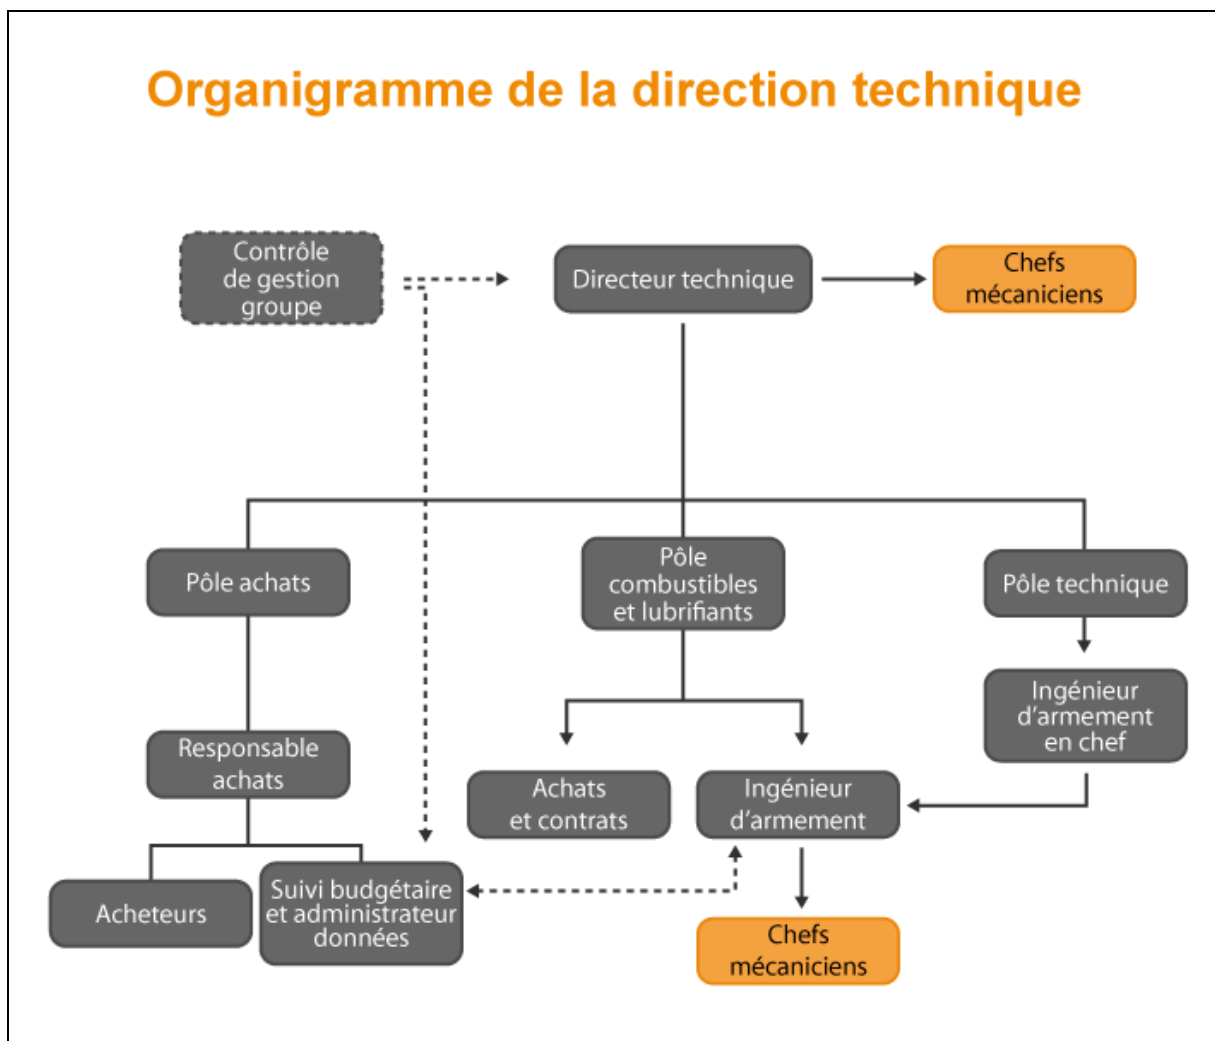 Organigramme de la direction technique
Contrôle
de gestion
groupe
Directeur technique
Chefs
mécaniciens
Pôle achats
Pôle
combustibles
et lubrifiants
Pôle technique
Responsable
achats
Achats
et contrats
Ingénieur
d'armement
Ingénieur
d'armement
en chef
Acheteurs
Suivi budgétaire
et administrateur
données
Chefs
mécaniciens